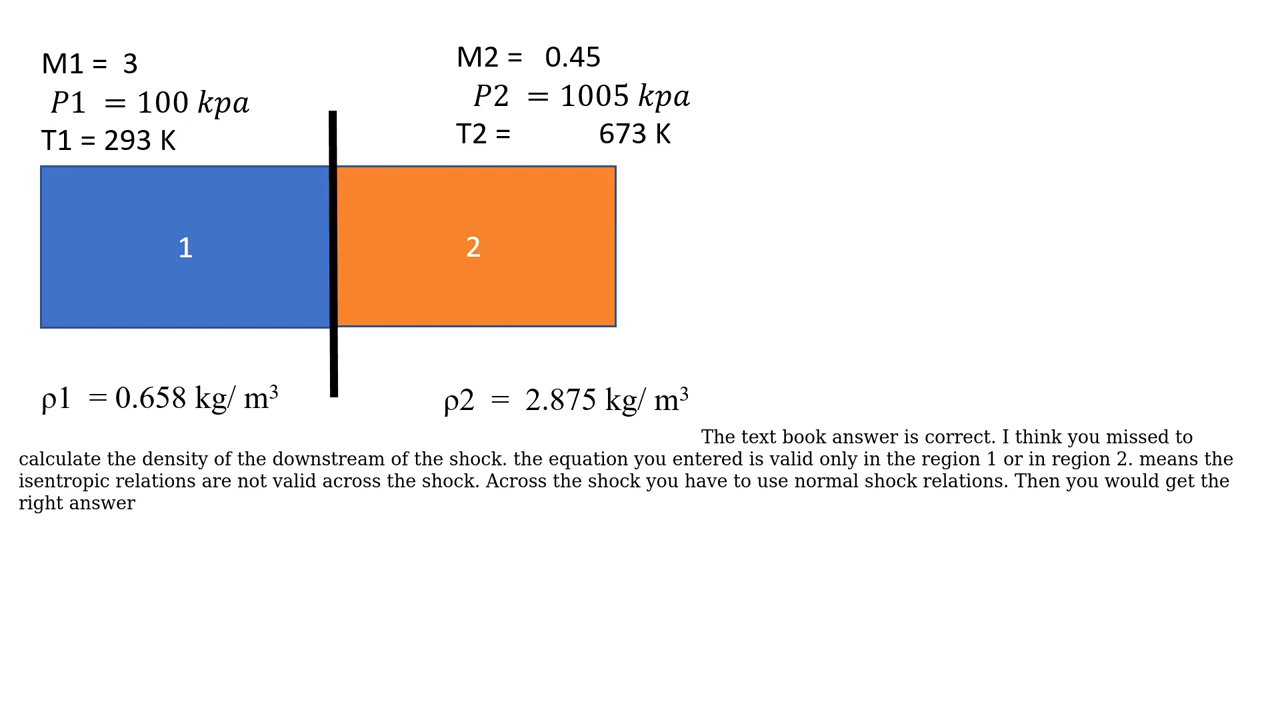 M1 = 3
P1 = 100 kpa
T1 = 293 K
M2 = 0.45
P2 = 1005 kpa
T2 = 673 K
1
2
ρ1 = 0.658 kg/ m³
ρ2 = 2.875 kg/ m³
The text book answer is correct. I think you missed to
calculate the density of the downstream of the shock. the equation you entered is valid only in the region 1 or in region 2. means the
isentropic relations are not valid across the shock. Across the shock you have to use normal shock relations. Then you would get the
right answer